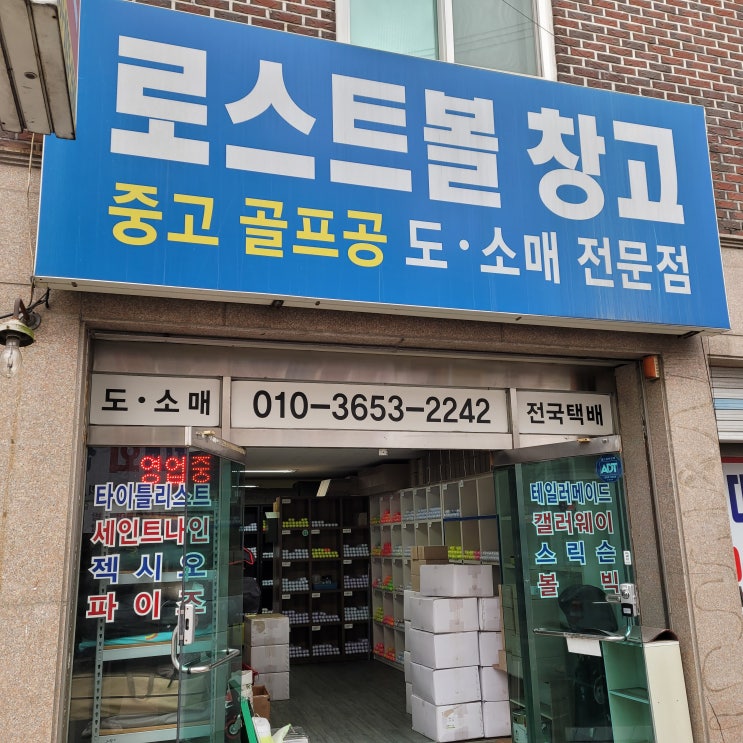 로스트볼 창고
중고 골프공 도·소매 전문점
도·소매
010-3653-2242
전국택배
영업중
타이틀리스트
세인트나인
젝시오
파이즈
ADT
테일러메이드
캘러웨이
스릭슨
볼빅